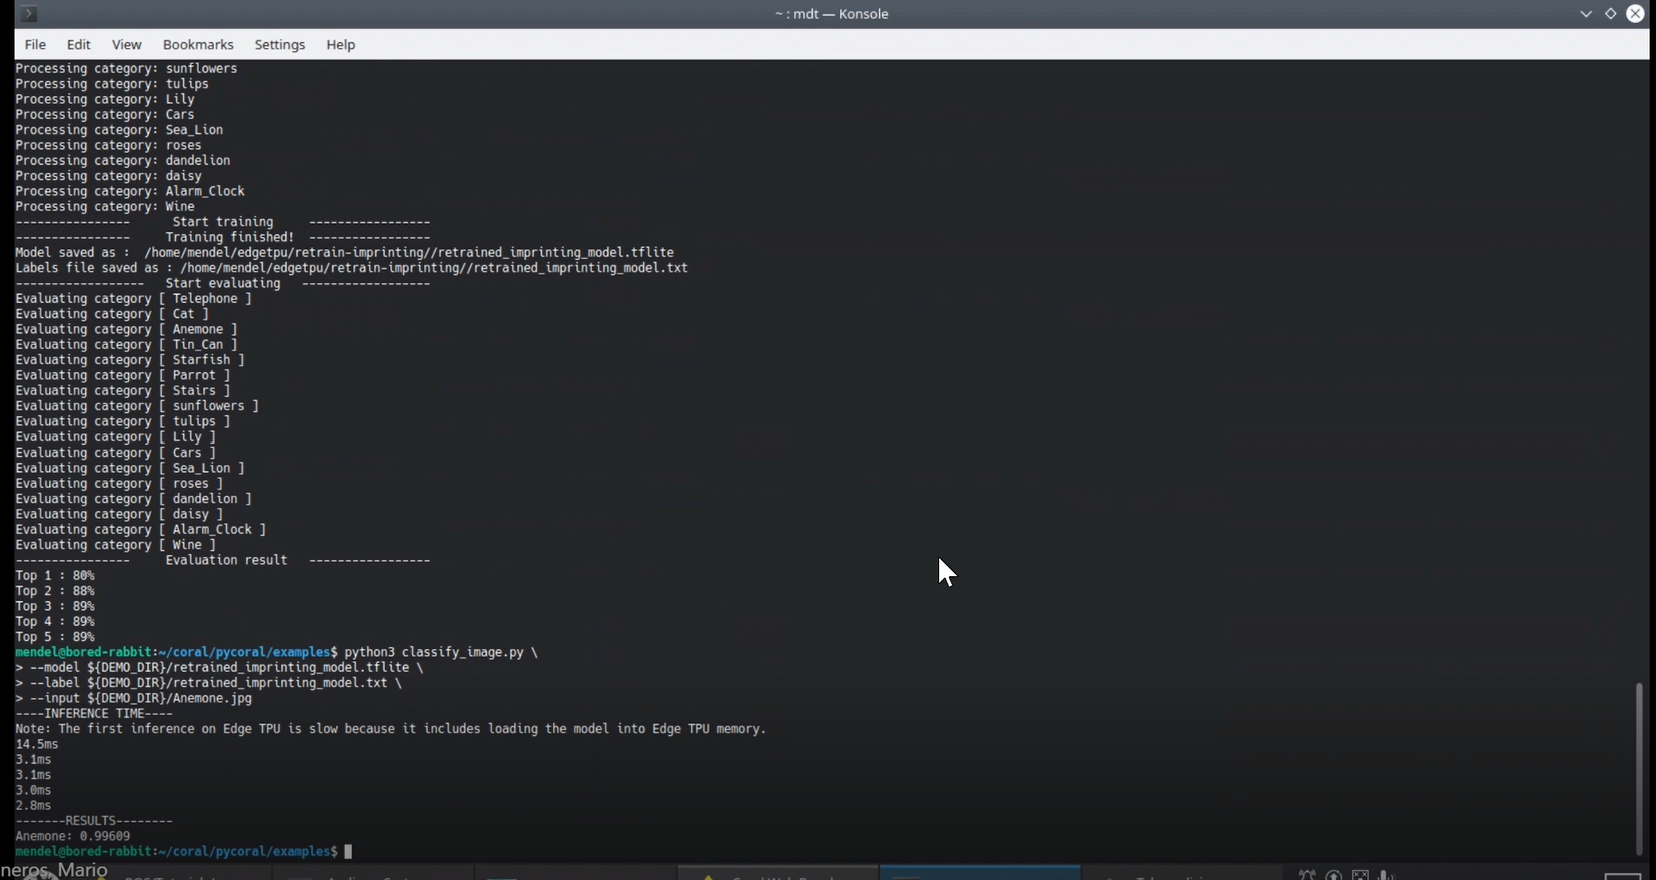 ~ : mdt — Konsole
File Edit View Bookmarks Settings Help
Processing category: sunflowers
Processing category: tulips
Processing category: Lily
Processing category: Cars
Processing category: Sea_Lion
Processing category: roses
Processing category: dandelion
Processing category: daisy
Processing category: Alarm_Clock
Processing category: Wine
---------------- Start training -----------------
---------------- Training finished! -----------------
Model saved as : /home/mendel/edgetpu/retrain-imprinting//retrained_imprinting_model.tflite
Labels file saved as : /home/mendel/edgetpu/retrain-imprinting//retrained_imprinting_model.txt
------------------ Start evaluating ------------------
Evaluating category [ Telephone ]
Evaluating category [ Cat ]
Evaluating category [ Anemone ]
Evaluating category [ Tin_Can ]
Evaluating category [ Starfish ]
Evaluating category [ Parrot ]
Evaluating category [ Stairs ]
Evaluating category [ sunflowers ]
Evaluating category [ tulips ]
Evaluating category [ Lily ]
Evaluating category [ Cars ]
Evaluating category [ Sea_Lion ]
Evaluating category [ roses ]
Evaluating category [ dandelion ]
Evaluating category [ daisy ]
Evaluating category [ Alarm_Clock ]
Evaluating category [ Wine ]
---------------- Evaluation result -----------------
Top 1 : 80%
Top 2 : 88%
Top 3 : 89%
Top 4 : 89%
Top 5 : 89%
mendel@bored-rabbit:~/coral/pycoral/examples$ python3 classify_image.py \
> --model ${DEMO_DIR}/retrained_imprinting_model.tflite \
> --label ${DEMO_DIR}/retrained_imprinting_model.txt \
> --input ${DEMO_DIR}/Anemone.jpg
----INFERENCE TIME----
Note: The first inference on Edge TPU is slow because it includes loading the model into Edge TPU memory.
14.5ms
3.1ms
3.1ms
3.0ms
2.8ms
-------RESULTS--------
Anemone: 0.99609
mendel@bored-rabbit:~/coral/pycoral/examples$
neros, Mario